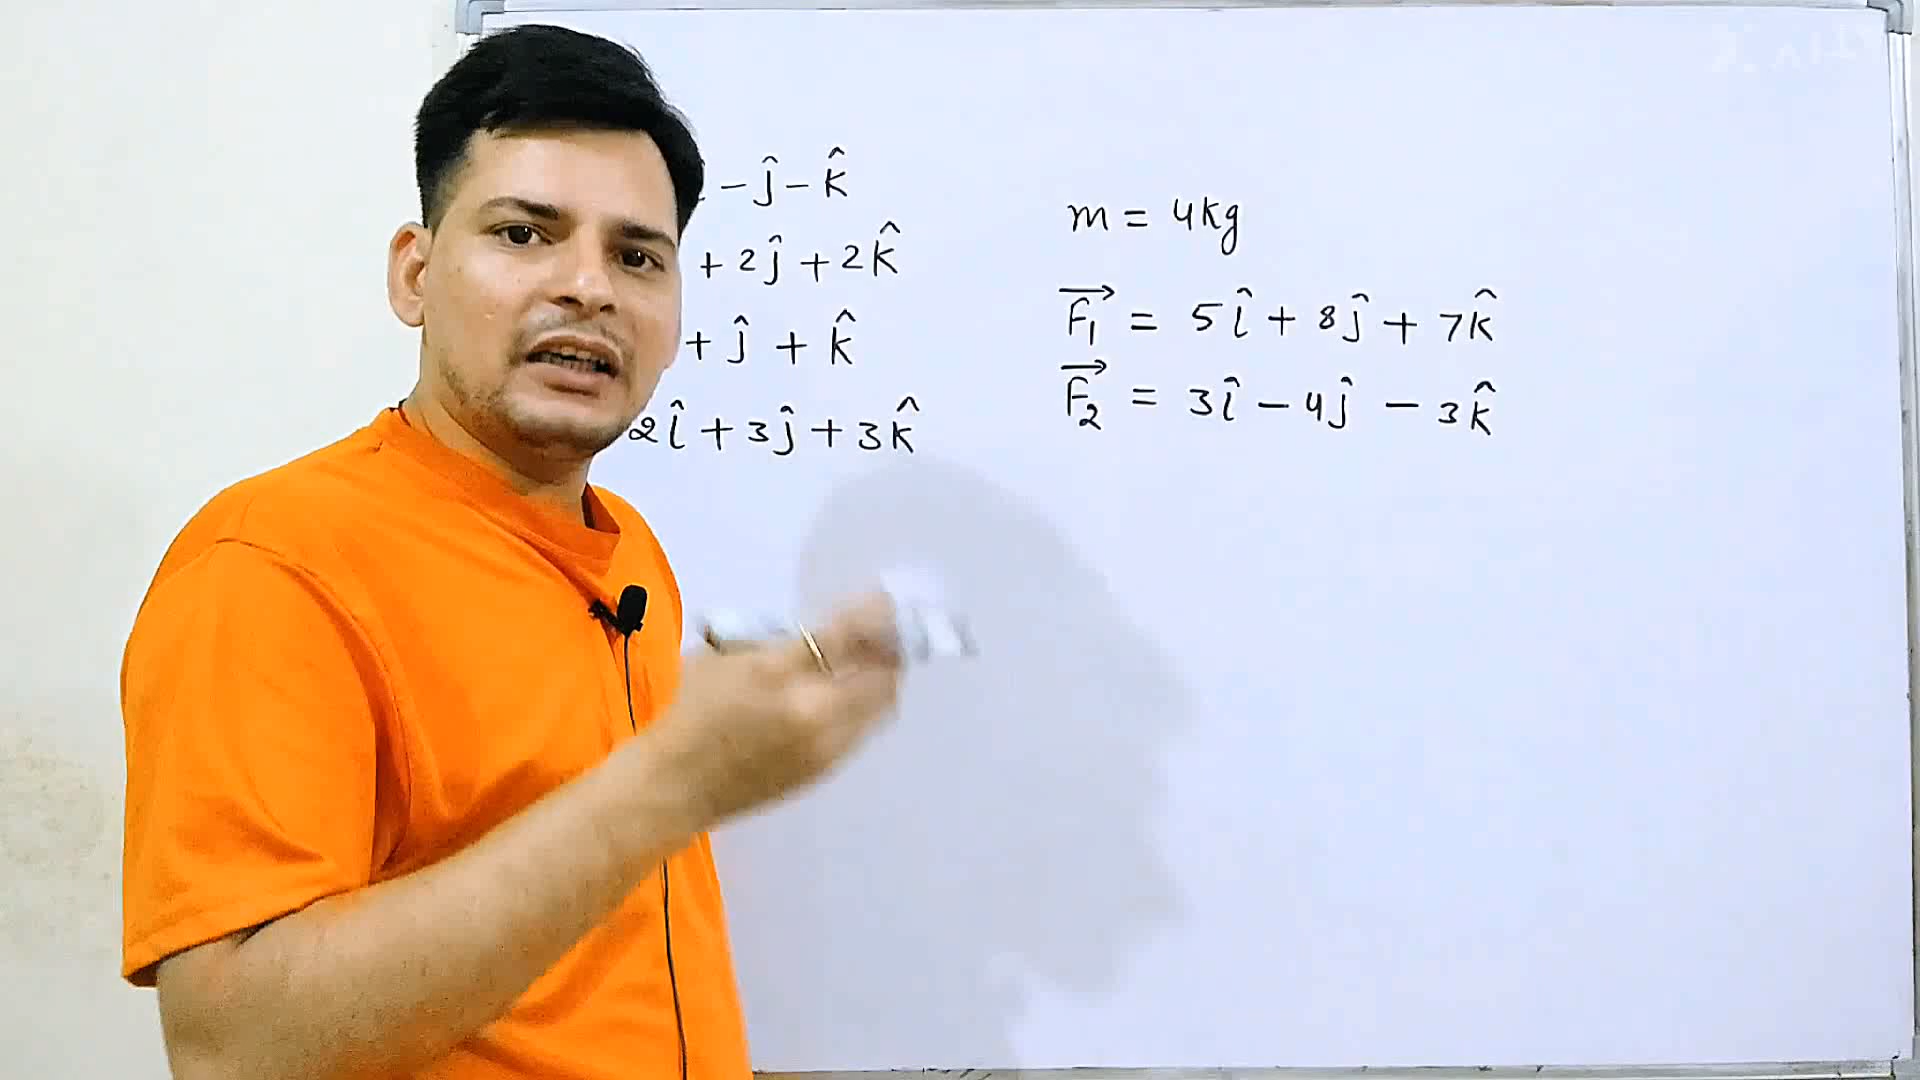 - ĵ - k̂
+ 2ĵ + 2k̂
+ ĵ + k̂
2î + 3ĵ + 3k̂
m = 4kg
F₁⃗ = 5î + 8ĵ + 7k̂
F₂⃗ = 3î - 4ĵ - 3k̂